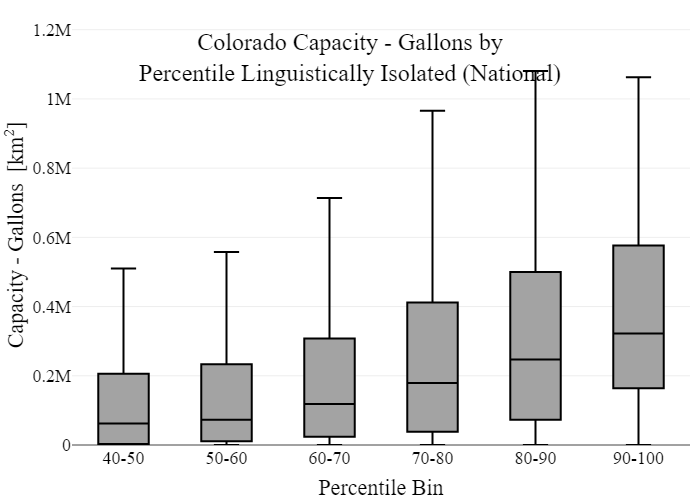 Colorado Capacity - Gallons by
Percentile Linguistically Isolated (National)
Capacity - Gallons [km²]
1.2M
1M
0.8M
0.6M
0.4M
0.2M
0
40-50 50-60 60-70 70-80 80-90 90-100
Percentile Bin